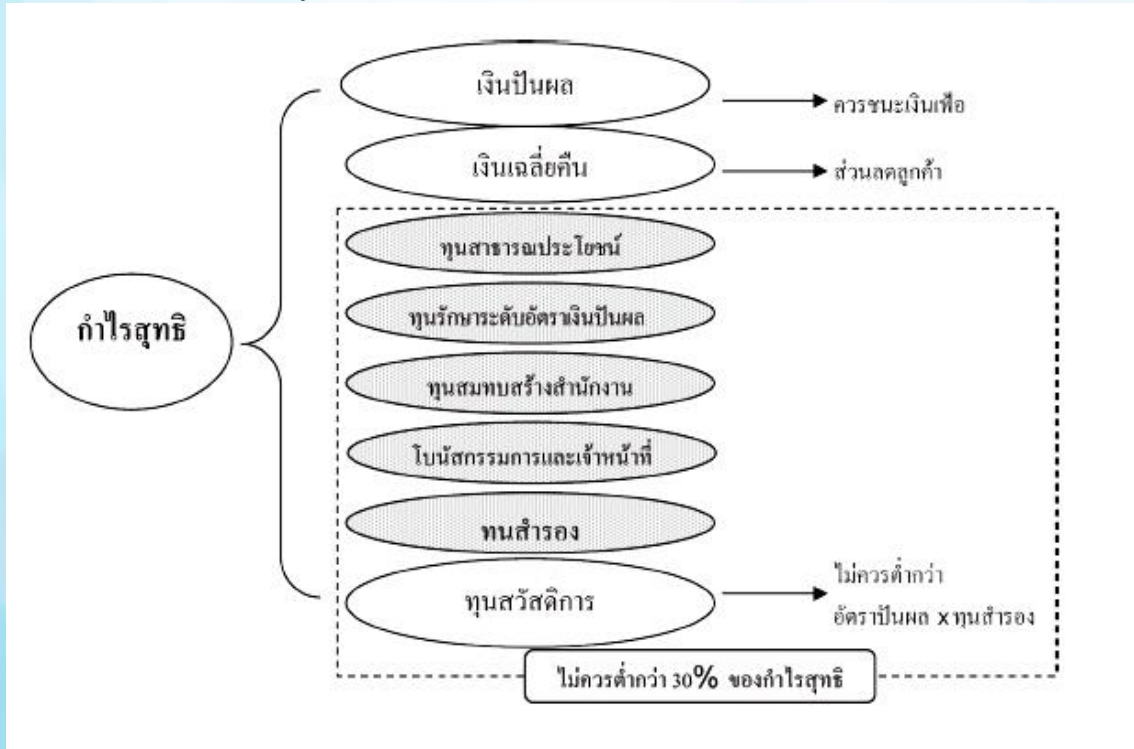 เงินปันผล
ควรชนะเงินเฟ้อ
เงินเฉลี่ยคืน
ส่วนลดลูกค้า
ทุนสาธารณประโยชน์
กำไรสุทธิ
ทุนรักษาระดับอัตราเงินปันผล
ทุนสมทบสร้างสำนักงาน
โบนัสกรรมการและเจ้าหน้าที่
ทนสำรอง
ทุนสวัสดิการ
ไม่ควรต่ำกว่า
อัตราปันผล x ทุนสำรอง
ไม่ควรต่ำกว่า 30% ของกำไรสุทธิ